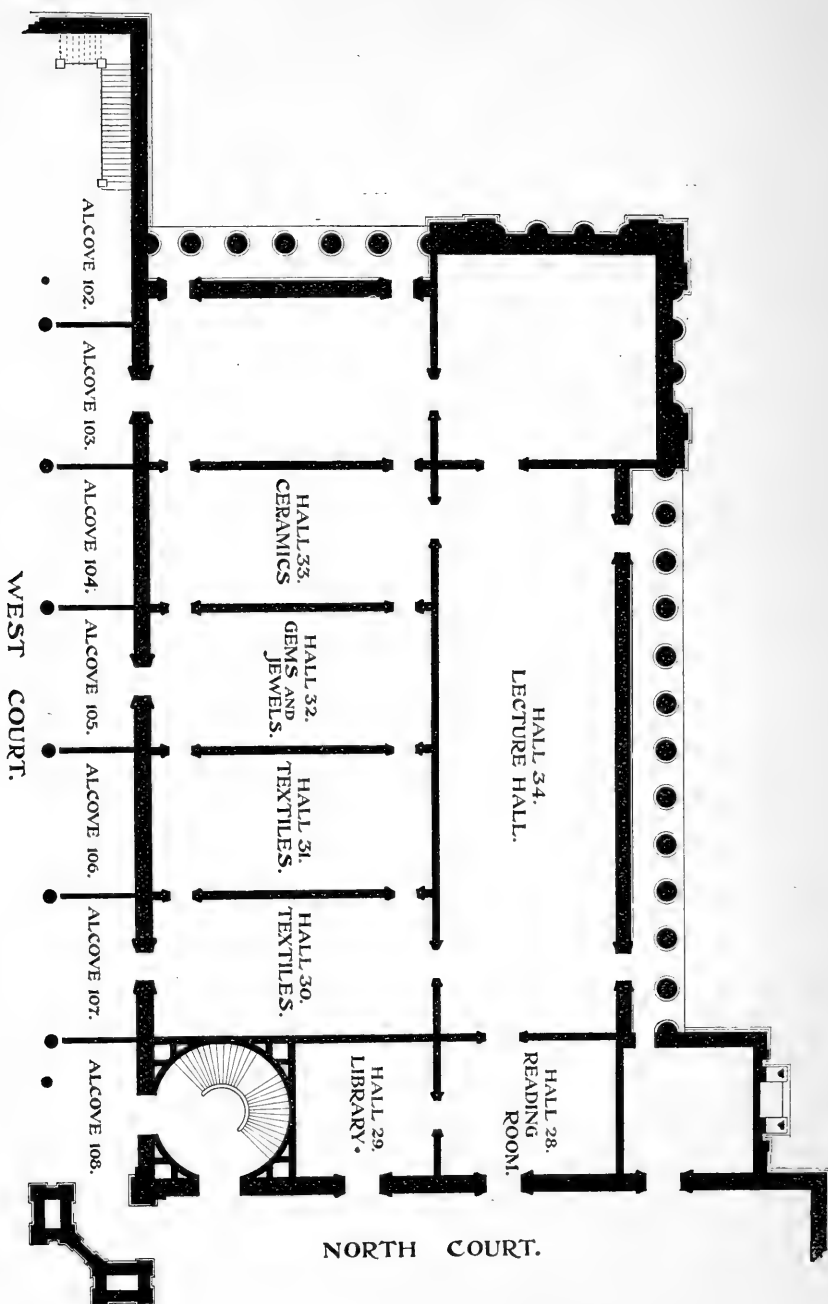 ALCOVE 102.
ALCOVE 103.
ALCOVE 104.
ALCOVE 105.
ALCOVE 106.
ALCOVE 107.
ALCOVE 108.
WEST COURT.
HALL 33.
CERAMICS
HALL 32.
GEMS AND
JEWELS.
HALL 31.
TEXTILES.
HALL 30.
TEXTILES.
HALL 29.
LIBRARY.
HALL 34.
LECTURE HALL.
HALL 28.
READING
ROOM.
NORTH COURT.